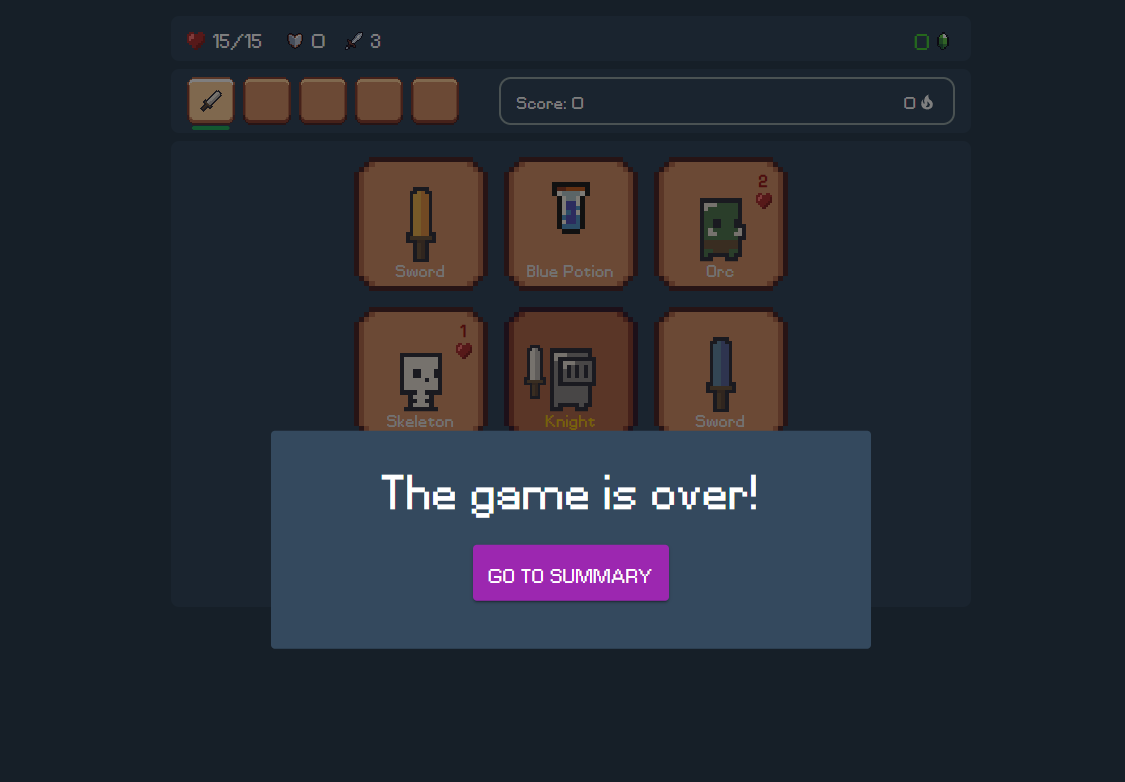 15/15 0 3 0
Score: 0 0
2
Sword Blue Potion Orc
1
Skeleton Knight Sword
The game is over!
GO TO SUMMARY